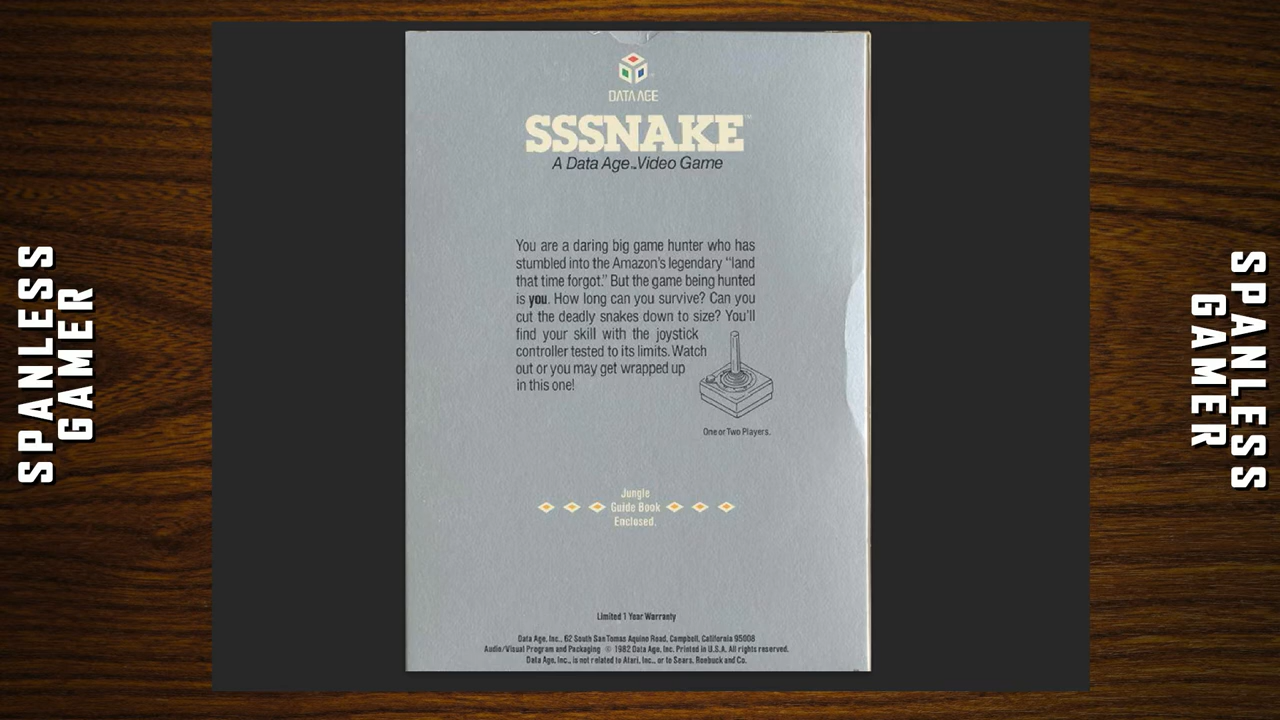 DATA AGE
SSSNAKE™
A Data Age™ Video Game
You are a daring big game hunter who has
stumbled into the Amazon's legendary “land
that time forgot.” But the game being hunted
is you. How long can you survive? Can you
cut the deadly snakes down to size? You'll
find your skill with the joystick
controller tested to its limits. Watch
out or you may get wrapped up
in this one!
One or Two Players.
Jungle
Guide Book
Enclosed.
Limited 1 Year Warranty
Data Age, Inc., 62 South San Tomas Aquino Road, Campbell, California 95008
Audio/Visual Program and Packaging © 1982 Data Age, Inc. Printed in U.S.A. All rights reserved.
Data Age, Inc., is not related to Atari, Inc., or to Sears, Roebuck and Co.
SPANLESS
GAMER
SPANLESS
GAMER